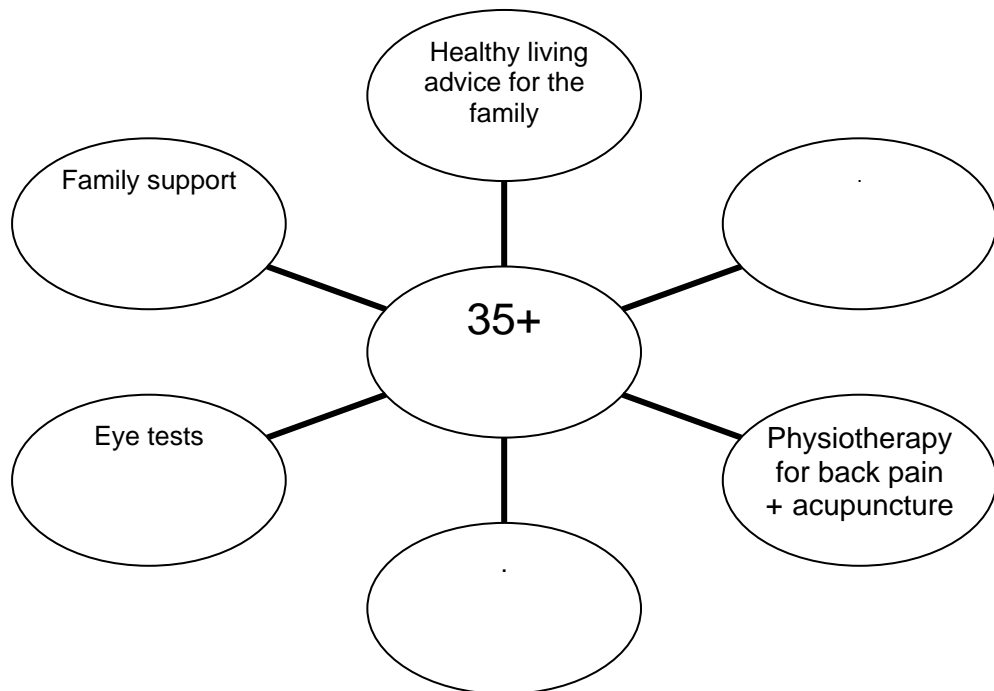 Healthy living
advice for the
family
Family support
.
35+
Eye tests
Physiotherapy
for back pain
+ acupuncture
.